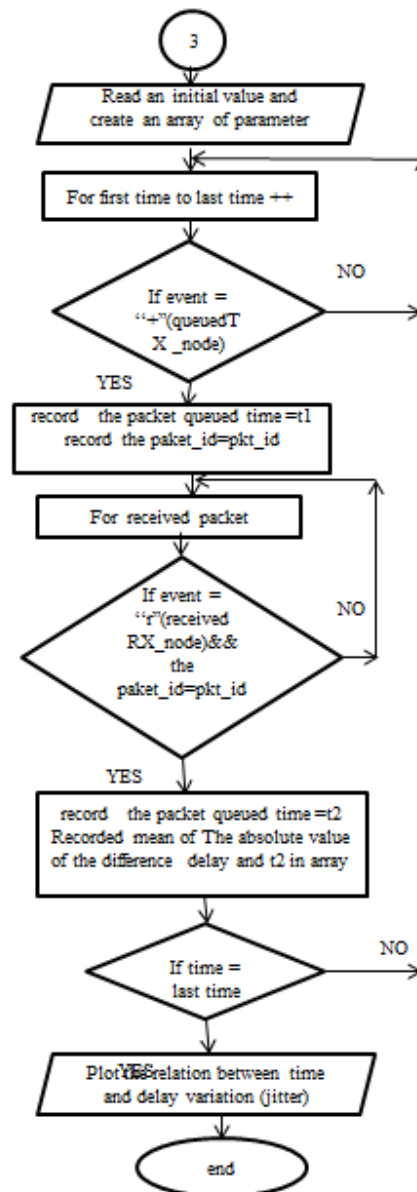 3
Read an initial value and
create an array of parameter
For first time to last time ++
NO
If event =
“+”(queuedT
X _node)
YES
record the packet queued time =t1
record the paket_id=pkt_id
For received packet
If event =
“r”(received
RX_node)&&
the
paket_id=pkt_id
NO
YES
record the packet queued time =t2
Recorded mean of The absolute value
of the difference delay and t2 in array
NO
If time =
last time
YES
Plot the relation between time
and delay variation (jitter)
end